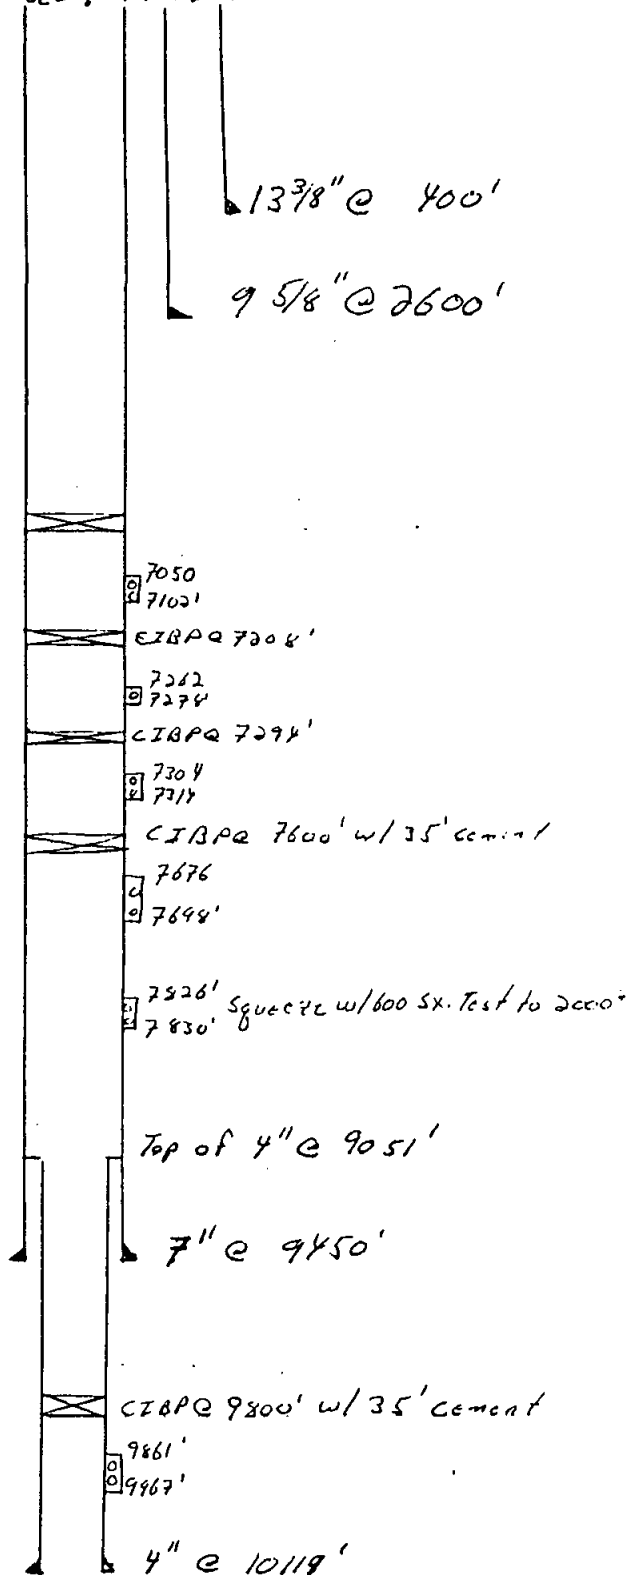 13 3/8" @ 400'
9 5/8" @ 2600'
7050
7102'
CIBP@ 7208'
7262
7278'
CIBP@ 7294'
7304
7314
CIBP@ 7600' w/ 35' cement
7676
7698'
7826' Squeeze w/600 sx. Test to 2000#
7830'
Top of 4" @ 9051'
7" @ 9450'
CIBP@ 9800' w/ 35' cement
9861'
9967'
4" @ 10119'